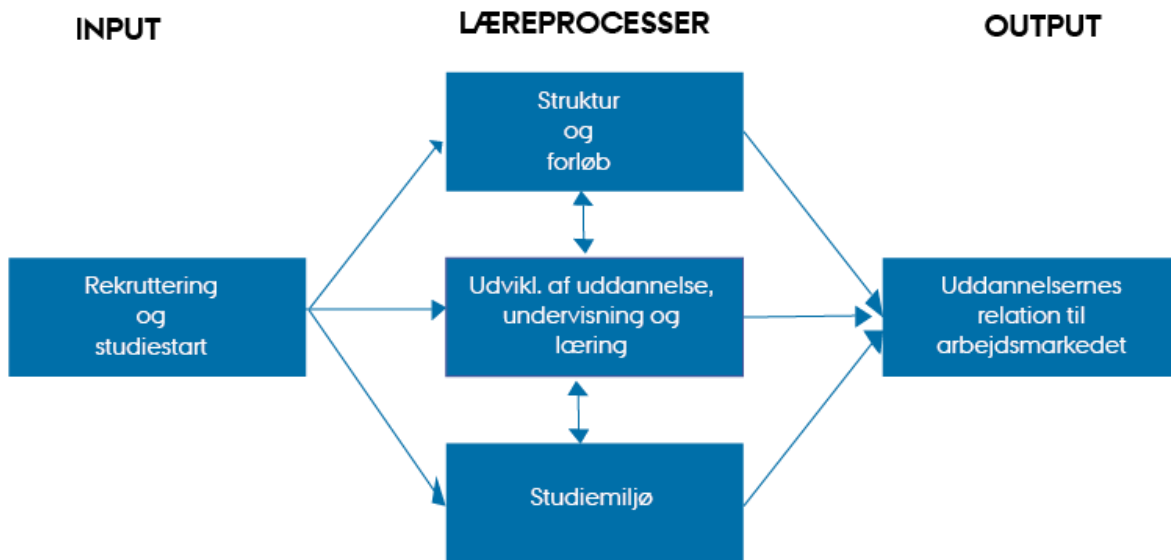 INPUT
LÆREPROCESSER
OUTPUT
Rekruttering
og
studiestart
Struktur
og
forløb
Udvikl. af uddannelse,
undervisning og
læring
Studiemiljø
Uddannelsernes
relation til
arbejdsmarkedet